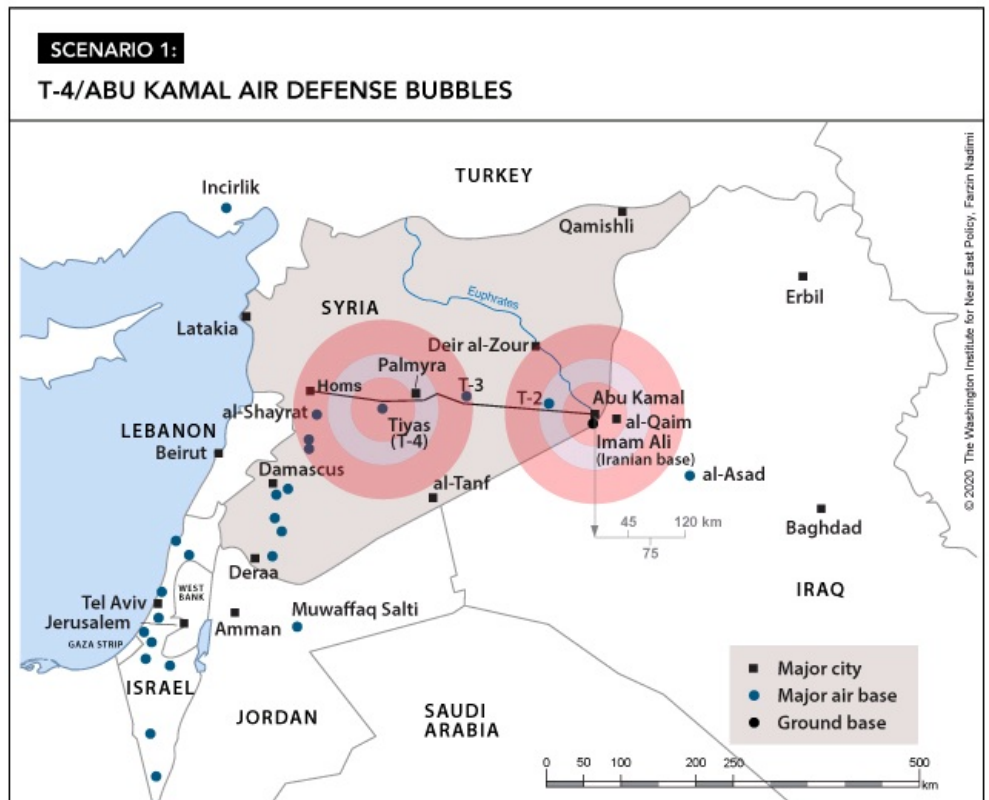 SCENARIO 1:
T-4/ABU KAMAL AIR DEFENSE BUBBLES
TURKEY
Incirlik
Qamishli
Erbil
Euphrates
SYRIA
Latakia
Deir al-Zour
Palmyra
Homs
T-3
T-2
Abu Kamal
al-Shayrat
al-Qaim
Tiyas
(T-4)
LEBANON
Imam Ali
(Iranian base)
Beirut
Damascus
al-Tanf
al-Asad
45
120 km
75
Baghdad
Deraa
IRAQ
WEST
BANK
Tel Aviv
Jerusalem
Muwaffaq Salti
Amman
GAZA STRIP
ISRAEL
JORDAN
SAUDI
ARABIA
Major city
Major air base
Ground base
0 50 100 200 250 500
km
© 2020 The Washington Institute for Near East Policy, Farzin Nadimi